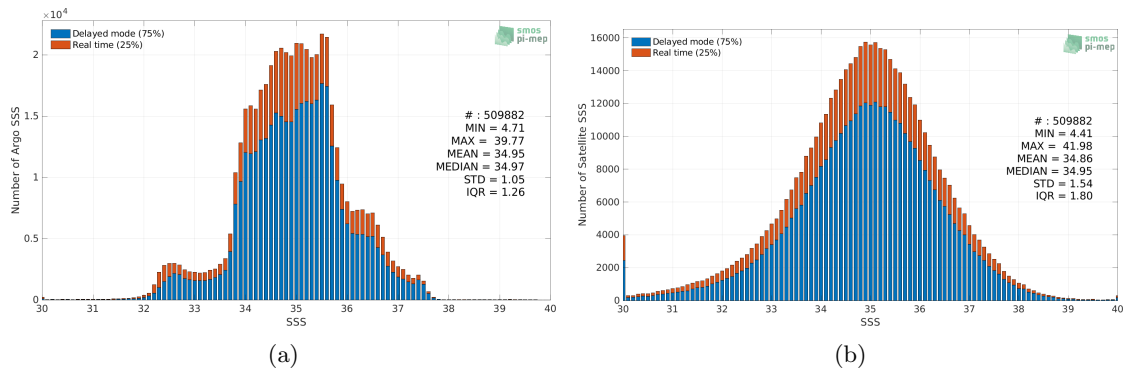 ×10⁴
Delayed mode (75%)
Real time (25%)
smos
pi-mep
Number of Argo SSS
2
1.5
1
0.5
0
# : 509882
MIN = 4.71
MAX = 39.77
MEAN = 34.95
MEDIAN = 34.97
STD = 1.05
IQR = 1.26
30 31 32 33 34 35 36 37 38 39 40
SSS
(a)
Delayed mode (75%)
Real time (25%)
smos
pi-mep
Number of Satellite SSS
16000
14000
12000
10000
8000
6000
4000
2000
0
# : 509882
MIN = 4.41
MAX = 41.98
MEAN = 34.86
MEDIAN = 34.95
STD = 1.54
IQR = 1.80
30 31 32 33 34 35 36 37 38 39 40
SSS
(b)